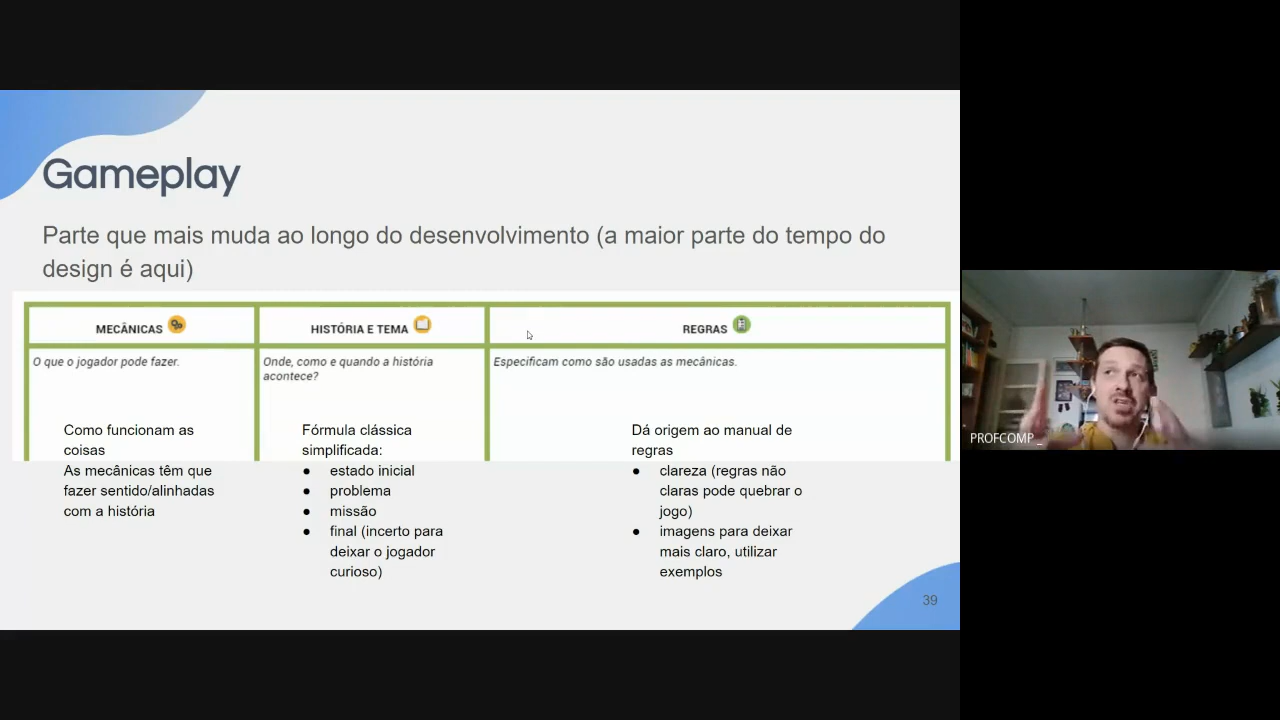 Gameplay
Parte que mais muda ao longo do desenvolvimento (a maior parte do tempo do
design é aqui)
MECÂNICAS
HISTÓRIA E TEMA
REGRAS
O que o jogador pode fazer.
Onde, como e quando a história
acontece?
Especificam como são usadas as mecânicas.
Como funcionam as
coisas
As mecânicas têm que
fazer sentido/alinhadas
com a história
Fórmula clássica
simplificada:
● estado inicial
● problema
● missão
● final (incerto para
deixar o jogador
curioso)
Dá origem ao manual de
regras
● clareza (regras não
claras pode quebrar o
jogo)
● imagens para deixar
mais claro, utilizar
exemplos
39
PROFCOMP _